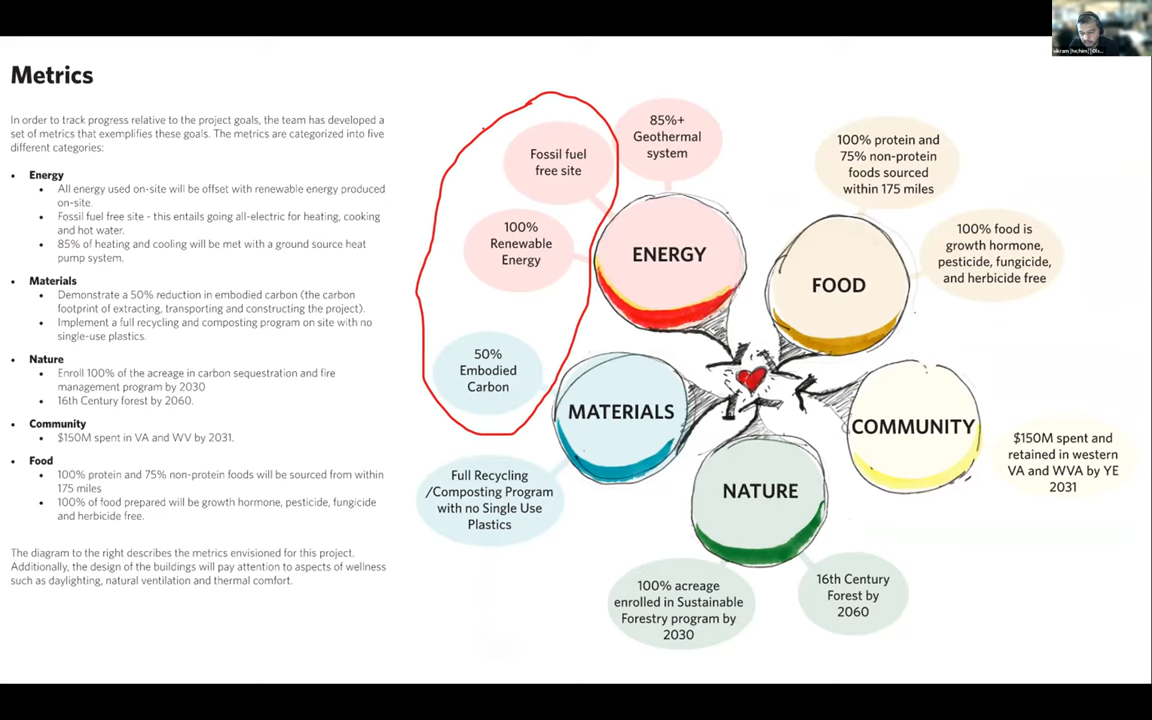 Metrics
In order to track progress relative to the project goals, the team has developed a
set of metrics that exemplifies these goals. The metrics are categorized into five
different categories:
• Energy
• All energy used on-site will be offset with renewable energy produced
on-site.
• Fossil fuel free site - this entails going all-electric for heating, cooking
and hot water.
• 85% of heating and cooling will be met with a ground source heat
pump system.
• Materials
• Demonstrate a 50% reduction in embodied carbon (the carbon
footprint of extracting, transporting and constructing the project).
• Implement a full recycling and composting program on site with no
single-use plastics.
• Nature
• Enroll 100% of the acreage in carbon sequestration and fire
management program by 2030
• 16th Century forest by 2060.
• Community
• $150M spent in VA and WV by 2031.
• Food
• 100% protein and 75% non-protein foods will be sourced from within
175 miles
• 100% of food prepared will be growth hormone, pesticide, fungicide
and herbicide free.
The diagram to the right describes the metrics envisioned for this project.
Additionally, the design of the buildings will pay attention to aspects of wellness
such as daylighting, natural ventilation and thermal comfort.
Fossil fuel
free site
85%+
Geothermal
system
100%
Renewable
Energy
ENERGY
100% protein and
75% non-protein
foods sourced
within 175 miles
100% food is
growth hormone,
pesticide, fungicide,
and herbicide free
FOOD
50%
Embodied
Carbon
MATERIALS
Full Recycling
/Composting Program
with no Single Use
Plastics
COMMUNITY
$150M spent and
retained in western
VA and WVA by YE
2031
NATURE
100% acreage
enrolled in Sustainable
Forestry program by
2030
16th Century
Forest by
2060